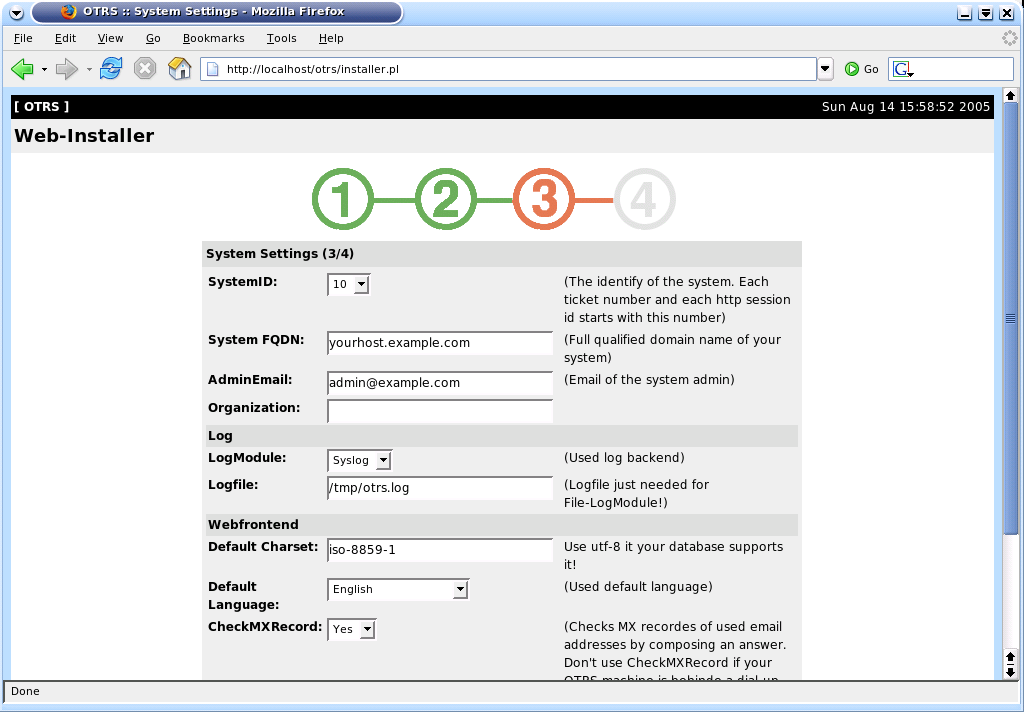 OTRS :: System Settings - Mozilla Firefox
File Edit View Go Bookmarks Tools Help
http://localhost/otrs/installer.pl Go G
[ OTRS ] Sun Aug 14 15:58:52 2005
Web-Installer
1 2 3 4
System Settings (3/4)
SystemID: 10 (The identify of the system. Each
ticket number and each http session
id starts with this number)
System FQDN: yourhost.example.com (Full qualified domain name of your
system)
AdminEmail: admin@example.com (Email of the system admin)
Organization:
Log
LogModule: Syslog (Used log backend)
Logfile: /tmp/otrs.log (Logfile just needed for
File-LogModule!)
Webfrontend
Default Charset: iso-8859-1 Use utf-8 it your database supports
it!
Default
Language: English (Used default language)
CheckMXRecord: Yes (Checks MX recordes of used email
addresses by composing an answer.
Don't use CheckMXRecord if your
OTRS machine is behinde a dial-up
Done